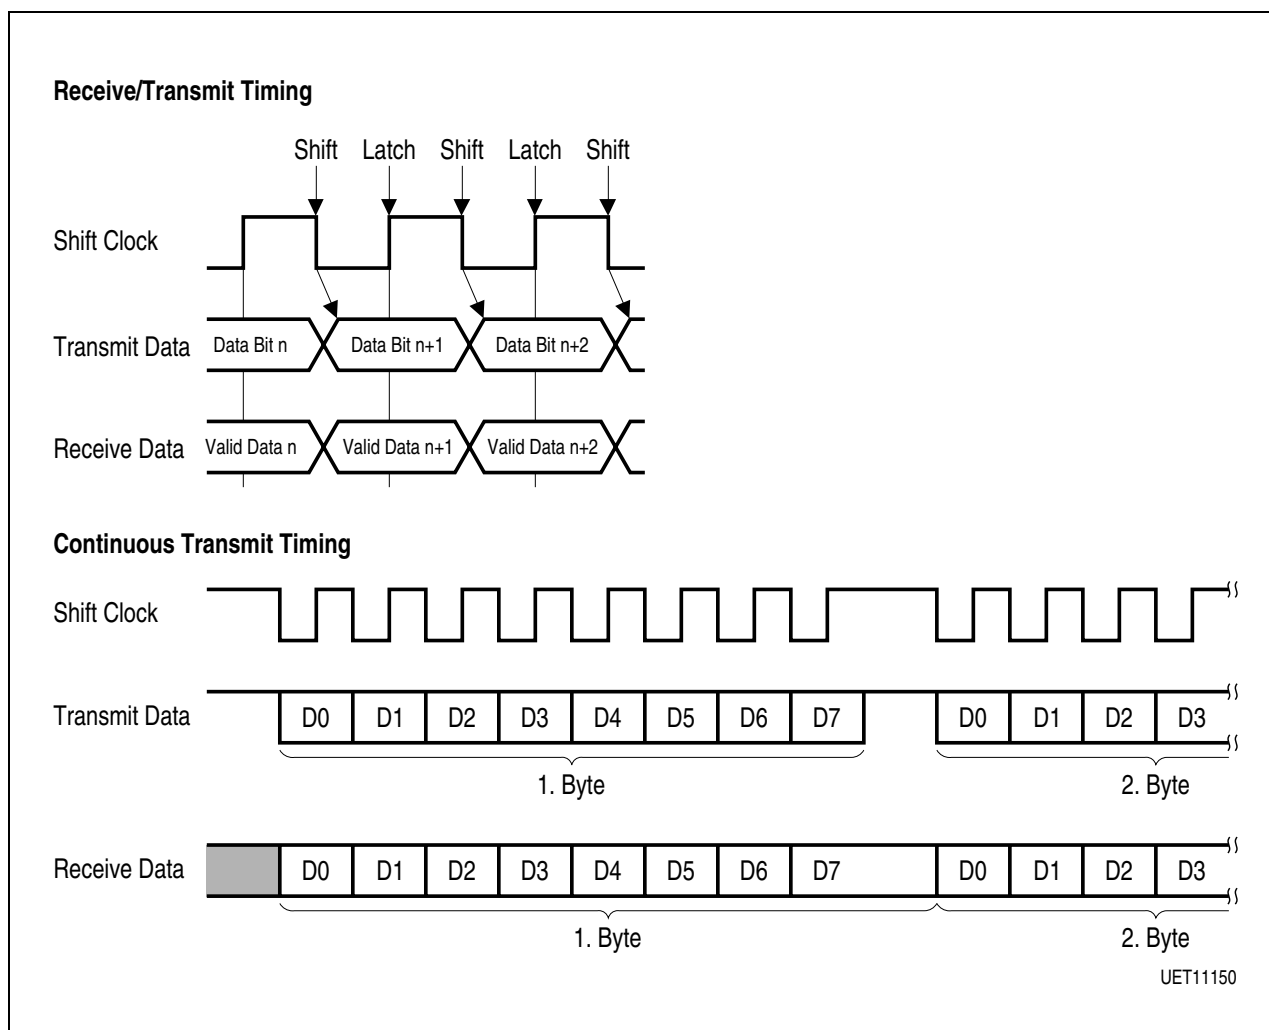 Receive/Transmit Timing
Shift Latch Shift Latch Shift
Shift Clock
Transmit Data Data Bit n Data Bit n+1 Data Bit n+2
Receive Data Valid Data n Valid Data n+1 Valid Data n+2
Continuous Transmit Timing
Shift Clock
Transmit Data D0 D1 D2 D3 D4 D5 D6 D7 D0 D1 D2 D3
1. Byte 2. Byte
Receive Data D0 D1 D2 D3 D4 D5 D6 D7 D0 D1 D2 D3
1. Byte 2. Byte
UET11150